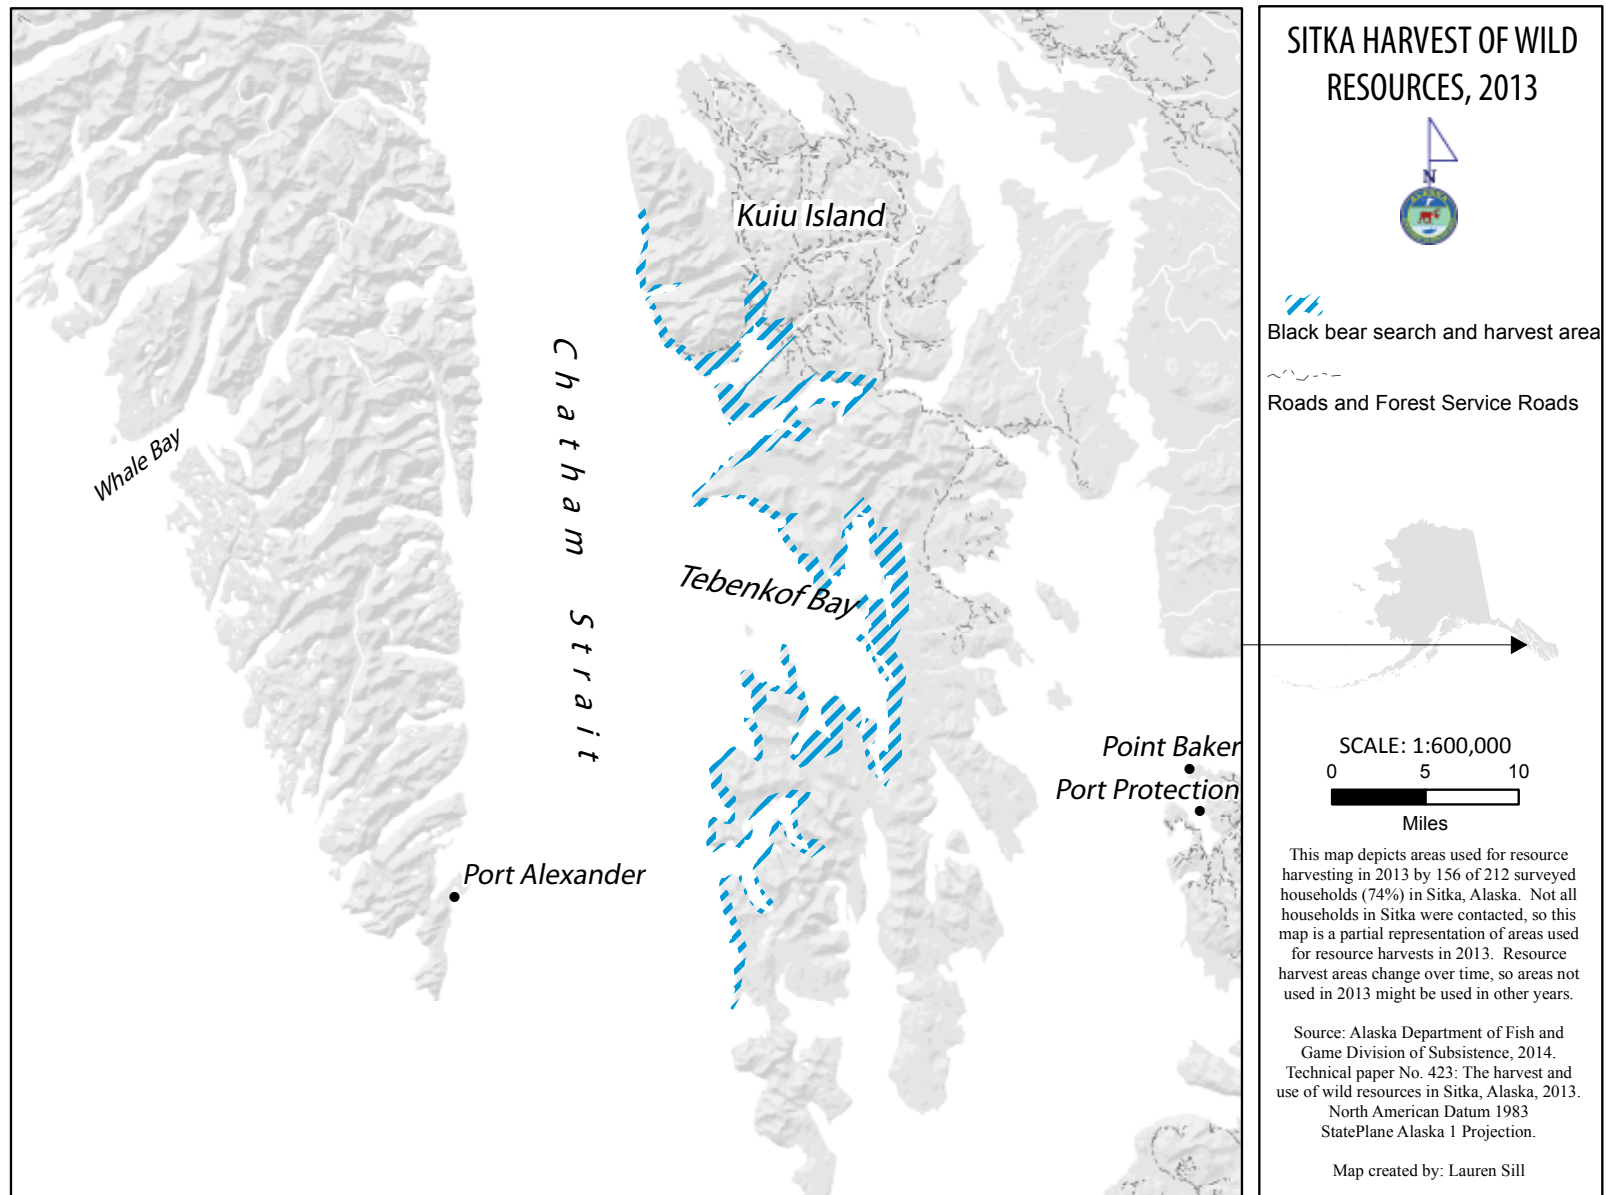 SITKA HARVEST OF WILD
RESOURCES, 2013
N
ALASKA
Black bear search and harvest area
Roads and Forest Service Roads
SCALE: 1:600,000
0 5 10
Miles
This map depicts areas used for resource
harvesting in 2013 by 156 of 212 surveyed
households (74%) in Sitka, Alaska. Not all
households in Sitka were contacted, so this
map is a partial representation of areas used
for resource harvests in 2013. Resource
harvest areas change over time, so areas not
used in 2013 might be used in other years.
Source: Alaska Department of Fish and
Game Division of Subsistence, 2014.
Technical paper No. 423: The harvest and
use of wild resources in Sitka, Alaska, 2013.
North American Datum 1983
StatePlane Alaska 1 Projection.
Map created by: Lauren Sill
Kuiu Island
Chatham Strait
Whale Bay
Tebenkof Bay
Point Baker
Port Protection
Port Alexander